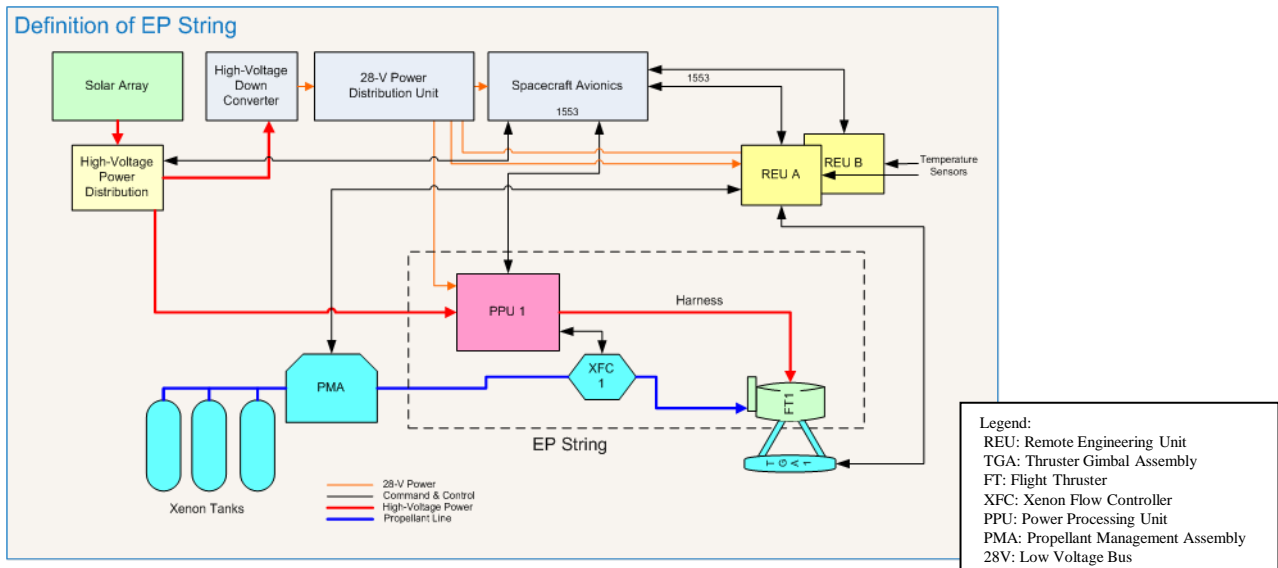 Definition of EP String
Solar Array
High-Voltage
Down
Converter
28-V Power
Distribution Unit
Spacecraft Avionics
1553
1553
High-Voltage
Power
Distribution
REU B
REU A
Temperature
Sensors
PPU 1
Harness
PMA
XFC
1
FT1
TGA1
EP String
Xenon Tanks
28-V Power
Command & Control
High-Voltage Power
Propellant Line
Legend:
REU: Remote Engineering Unit
TGA: Thruster Gimbal Assembly
FT: Flight Thruster
XFC: Xenon Flow Controller
PPU: Power Processing Unit
PMA: Propellant Management Assembly
28V: Low Voltage Bus